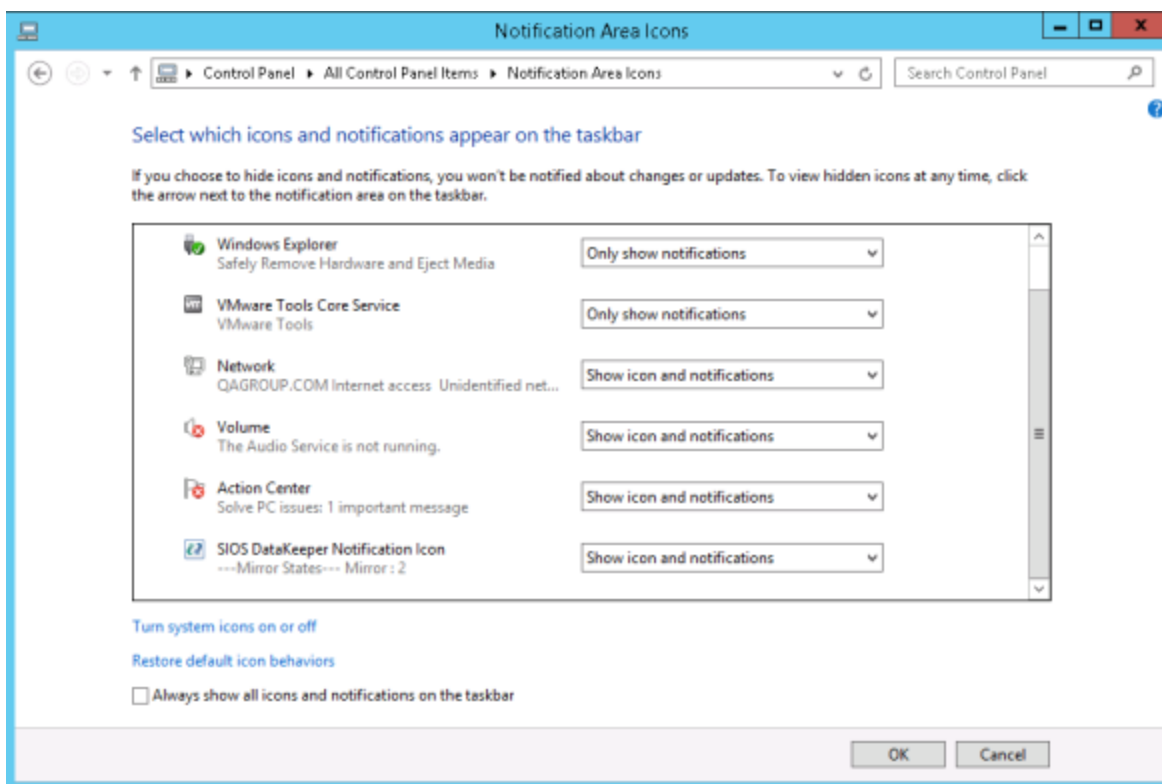 Notification Area Icons
Control Panel All Control Panel Items Notification Area Icons
Search Control Panel
Select which icons and notifications appear on the taskbar
If you choose to hide icons and notifications, you won't be notified about changes or updates. To view hidden icons at any time, click
the arrow next to the notification area on the taskbar.
Windows Explorer
Safely Remove Hardware and Eject Media
Only show notifications
VMware Tools Core Service
VMware Tools
Only show notifications
Network
QAGROUP.COM Internet access Unidentified net...
Show icon and notifications
Volume
The Audio Service is not running.
Show icon and notifications
Action Center
Solve PC issues: 1 important message
Show icon and notifications
SIOS DataKeeper Notification Icon
---Mirror States--- Mirror : 2
Show icon and notifications
Turn system icons on or off
Restore default icon behaviors
Always show all icons and notifications on the taskbar
OK
Cancel